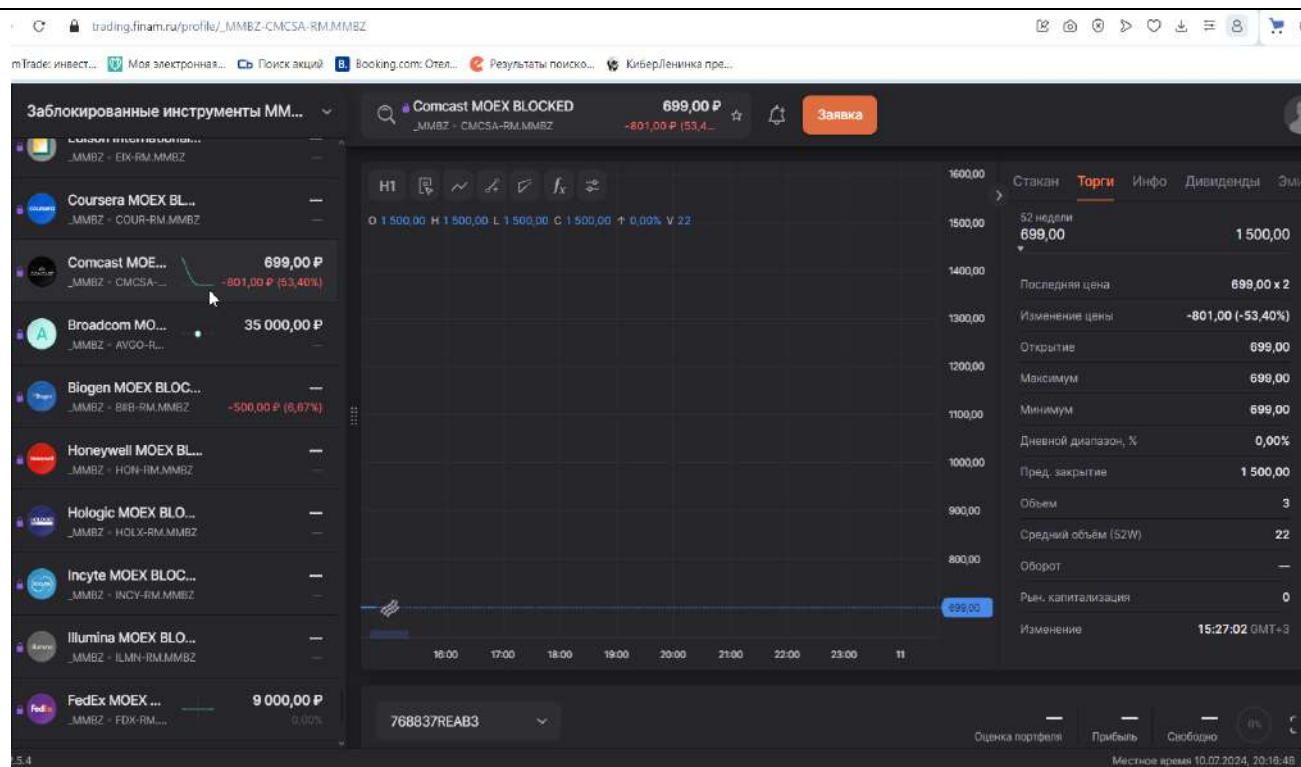 trading.finam.ru/profile/_MMBZ-CMCSA-RM.MMBZ
mTrade: инвест... Моя электронная... Поиск акций Booking.com: Отел... Результаты поиско... КиберЛенинка пре...
Заблокированные инструменты ММ...
_MMBZ • EIX-RM.MMBZ
Coursera MOEX BL...
_MMBZ • COUR-RM.MMBZ
Comcast MOE... 699,00 ₽
_MMBZ • CMCSA-... -801,00 ₽ (53,40%)
Broadcom MO... 35 000,00 ₽
_MMBZ • AVGO-R...
Biogen MOEX BLOC...
_MMBZ • BIIB-RM.MMBZ -500,00 ₽ (6,67%)
Honeywell MOEX BL...
_MMBZ • HON-RM.MMBZ
Hologic MOEX BLO...
_MMBZ • HOLX-RM.MMBZ
Incyte MOEX BLOC...
_MMBZ • INCY-RM.MMBZ
Illumina MOEX BLO...
_MMBZ • ILMN-RM.MMBZ
FedEx MOEX ... 9 000,00 ₽
_MMBZ • FDX-RM.... 0,00%
2.5.4
Comcast MOEX BLOCKED 699,00 ₽
_MMBZ • CMCSA-RM.MMBZ -801,00 ₽ (53,4...
Заявка
H1
O 1 500,00 H 1 500,00 L 1 500,00 C 1 500,00 ↑ 0,00% V 22
1600,00
1500,00
1400,00
1300,00
1200,00
1100,00
1000,00
900,00
800,00
699,00
16:00 17:00 18:00 19:00 20:00 21:00 22:00 23:00 11
Стакан Торги Инфо Дивиденды Эми
52 недели
699,00 1 500,00
Последняя цена 699,00 x 2
Изменение цены -801,00 (-53,40%)
Открытие 699,00
Максимум 699,00
Минимум 699,00
Дневной диапазон, % 0,00%
Пред. закрытие 1 500,00
Объем 3
Средний объём (52W) 22
Оборот —
Рын. капитализация 0
Изменение 15:27:02 GMT+3
768837REAB3
Оценка портфеля Прибыль Свободно 0%
Местное время 10.07.2024, 20:16:48